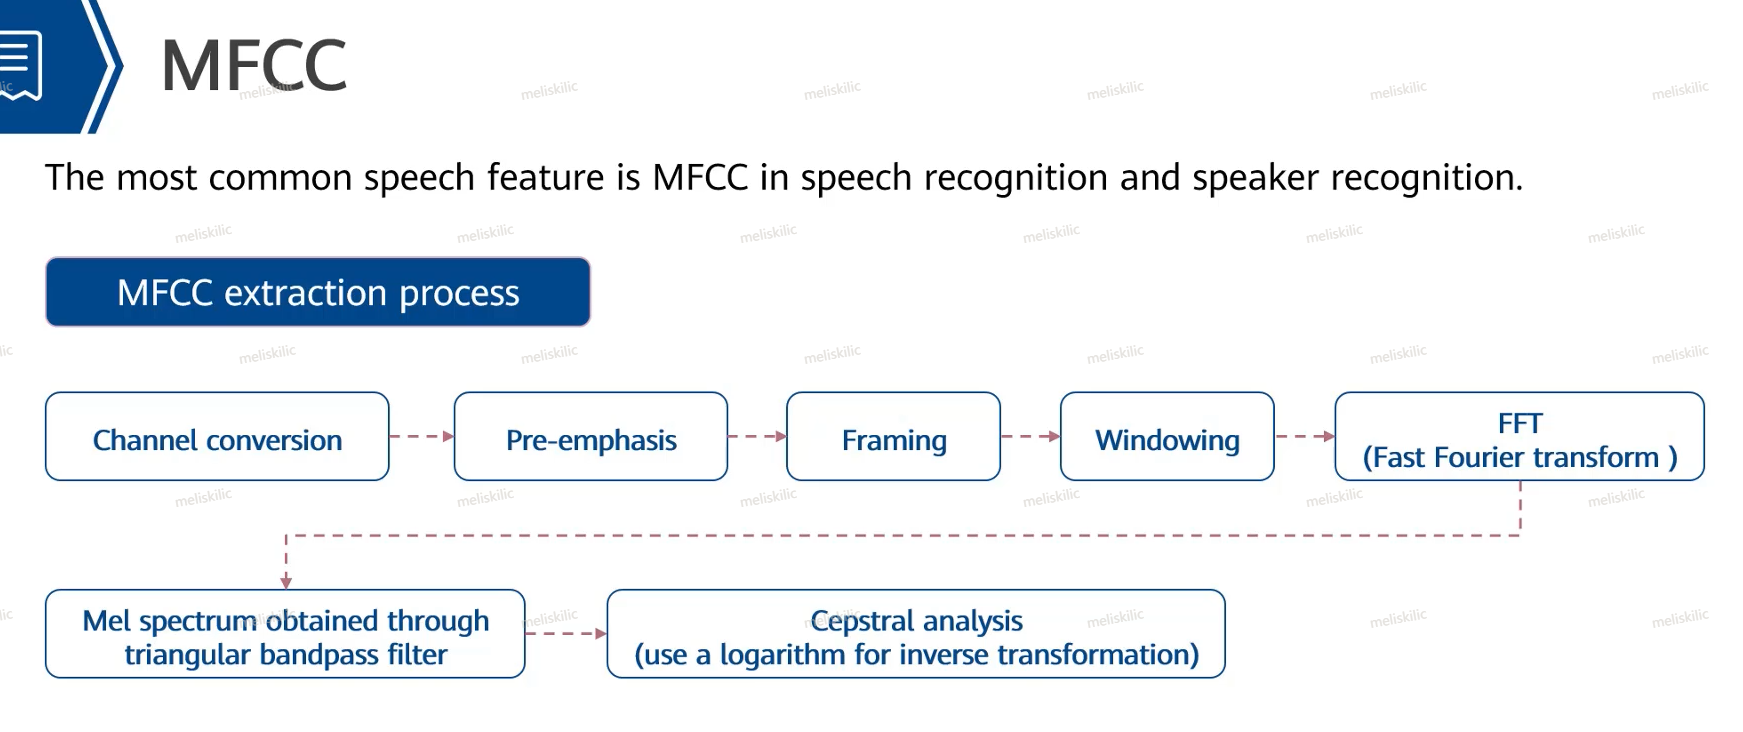 MFCC
The most common speech feature is MFCC in speech recognition and speaker recognition.
MFCC extraction process
Channel conversion
Pre-emphasis
Framing
Windowing
FFT
(Fast Fourier transform )
Mel spectrum obtained through
triangular bandpass filter
Cepstral analysis
(use a logarithm for inverse transformation)
meliskilic